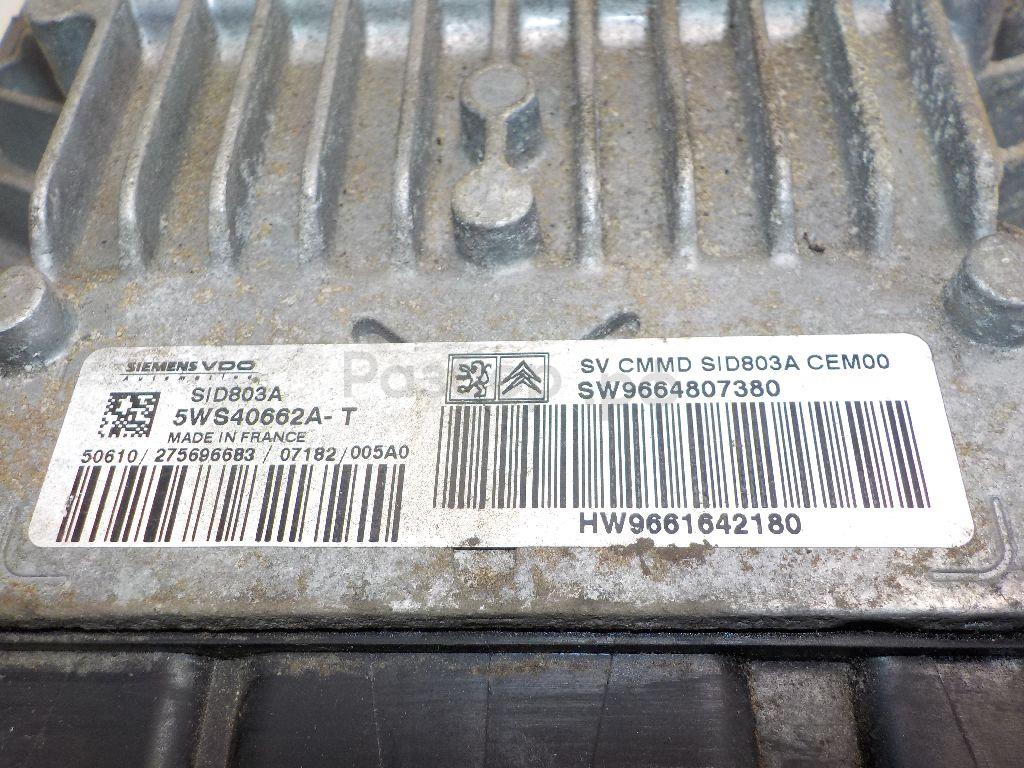 SIEMENS VDO
Automotive
SID803A
5WS40662A-T
MADE IN FRANCE
50610/275696683/07182/005A0
SV CMMD SID803A CEM00
SW9664807380
HW9661642180